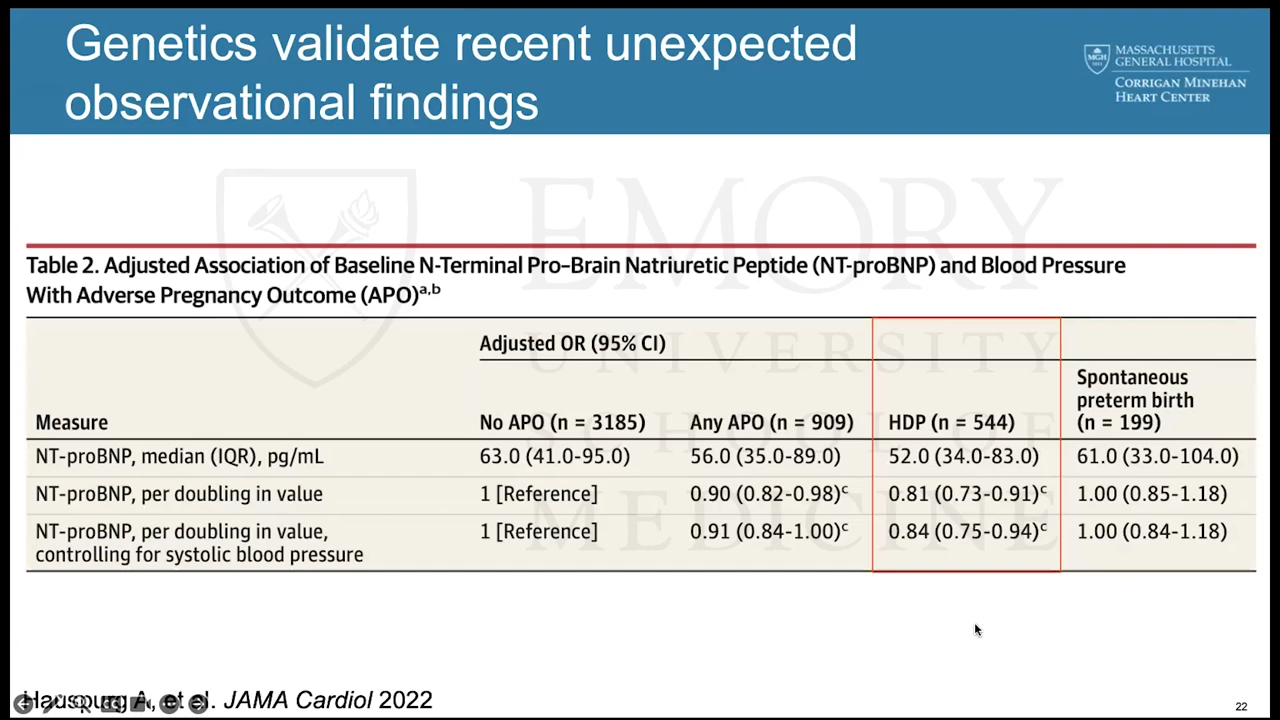 Genetics validate recent unexpected
observational findings
MGH
1811
MASSACHUSETTS
GENERAL HOSPITAL
CORRIGAN MINEHAN
HEART CENTER
EMORY
UNIVERSITY
SCHOOL OF
MEDICINE
Table 2. Adjusted Association of Baseline N-Terminal Pro–Brain Natriuretic Peptide (NT-proBNP) and Blood Pressure
With Adverse Pregnancy Outcome (APO)a,b
Adjusted OR (95% CI)
Measure No APO (n = 3185) Any APO (n = 909) HDP (n = 544) Spontaneous
preterm birth
(n = 199)
NT-proBNP, median (IQR), pg/mL 63.0 (41.0-95.0) 56.0 (35.0-89.0) 52.0 (34.0-83.0) 61.0 (33.0-104.0)
NT-proBNP, per doubling in value 1 [Reference] 0.90 (0.82-0.98)c 0.81 (0.73-0.91)c 1.00 (0.85-1.18)
NT-proBNP, per doubling in value, 1 [Reference] 0.91 (0.84-1.00)c 0.84 (0.75-0.94)c 1.00 (0.84-1.18)
controlling for systolic blood pressure
Hauspurg A, et al. JAMA Cardiol 2022
22